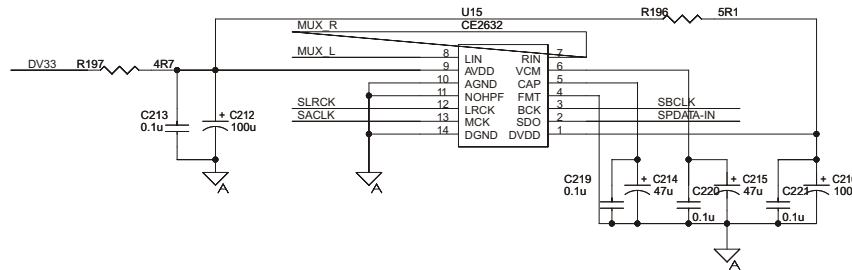 U15
CE2632
R196
5R1
MUX_R
MUX_L
DV33
R197
4R7
8
LIN
RIN
7
9
AVDD
VCM
6
10
AGND
CAP
5
11
NOHPF
FMT
4
SLRCK
12
LRCK
BCK
3
SBCLK
SACLK
13
MCK
SDO
2
SPDATA-IN
14
DGND
DVDD
1
C213
0.1u
+
C212
100u
A
A
C219
0.1u
+
C214
47u
C220
0.1u
+
C215
47u
C221
0.1u
+
C216
100
A